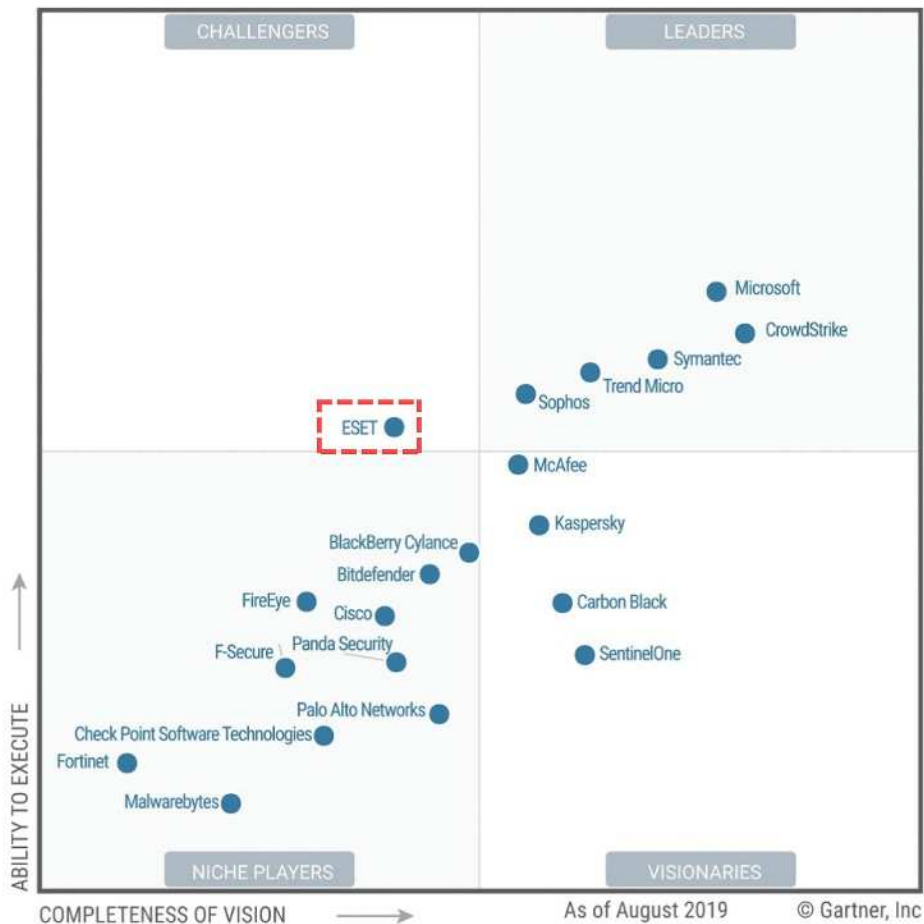 CHALLENGERS
LEADERS
Microsoft
CrowdStrike
Symantec
Trend Micro
Sophos
ESET
McAfee
Kaspersky
BlackBerry Cylance
Bitdefender
FireEye
Cisco
Carbon Black
F-Secure
Panda Security
SentinelOne
Palo Alto Networks
Check Point Software Technologies
Fortinet
Malwarebytes
NICHE PLAYERS
VISIONARIES
ABILITY TO EXECUTE
COMPLETENESS OF VISION
As of August 2019
© Gartner, Inc